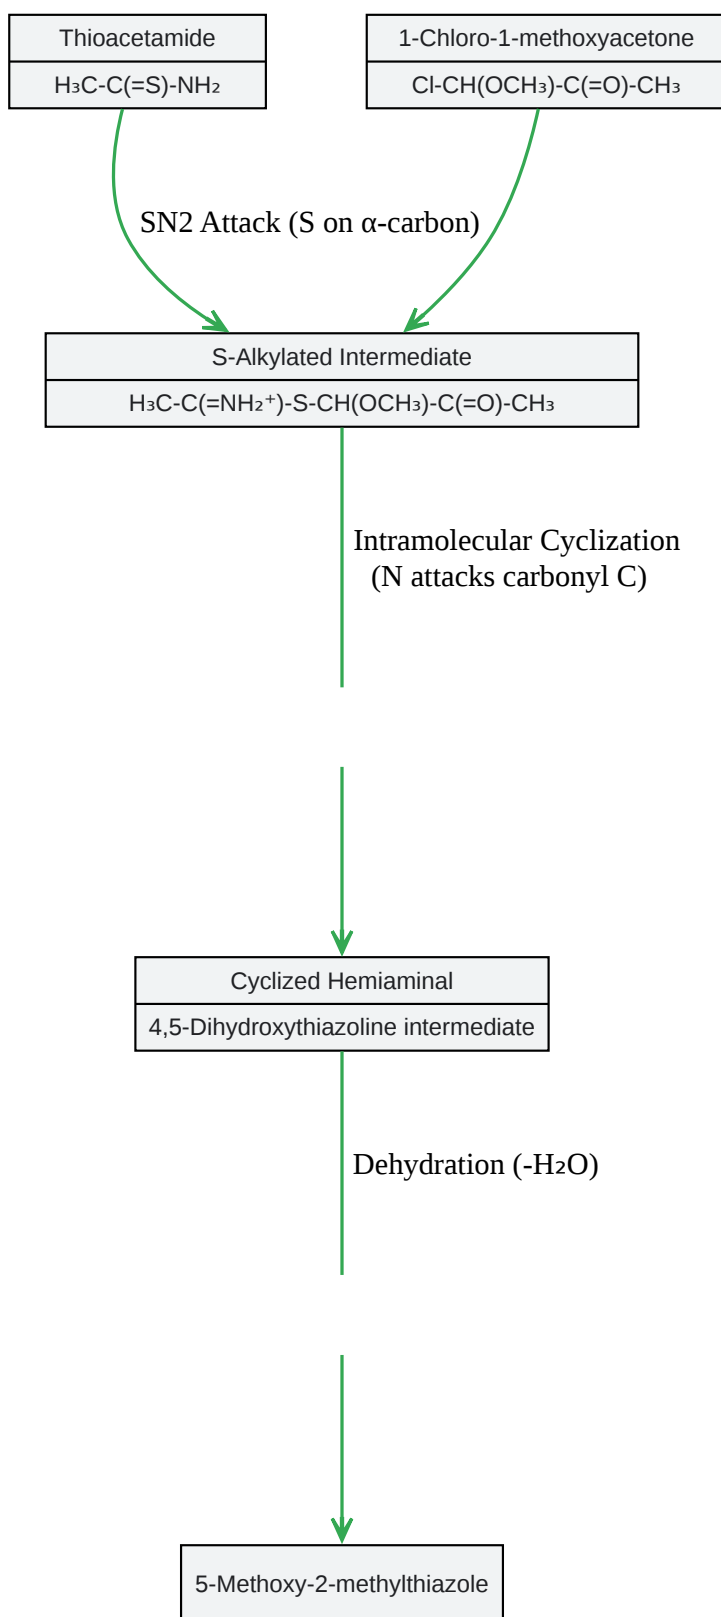 Thioacetamide
H₃C-C(=S)-NH₂
1-Chloro-1-methoxyacetone
Cl-CH(OCH₃)-C(=O)-CH₃
SN2 Attack (S on α-carbon)
S-Alkylated Intermediate
H₃C-C(=NH₂⁺)-S-CH(OCH₃)-C(=O)-CH₃
Intramolecular Cyclization
(N attacks carbonyl C)
Cyclized Hemiaminal
4,5-Dihydroxythiazoline intermediate
Dehydration (-H₂O)
5-Methoxy-2-methylthiazole